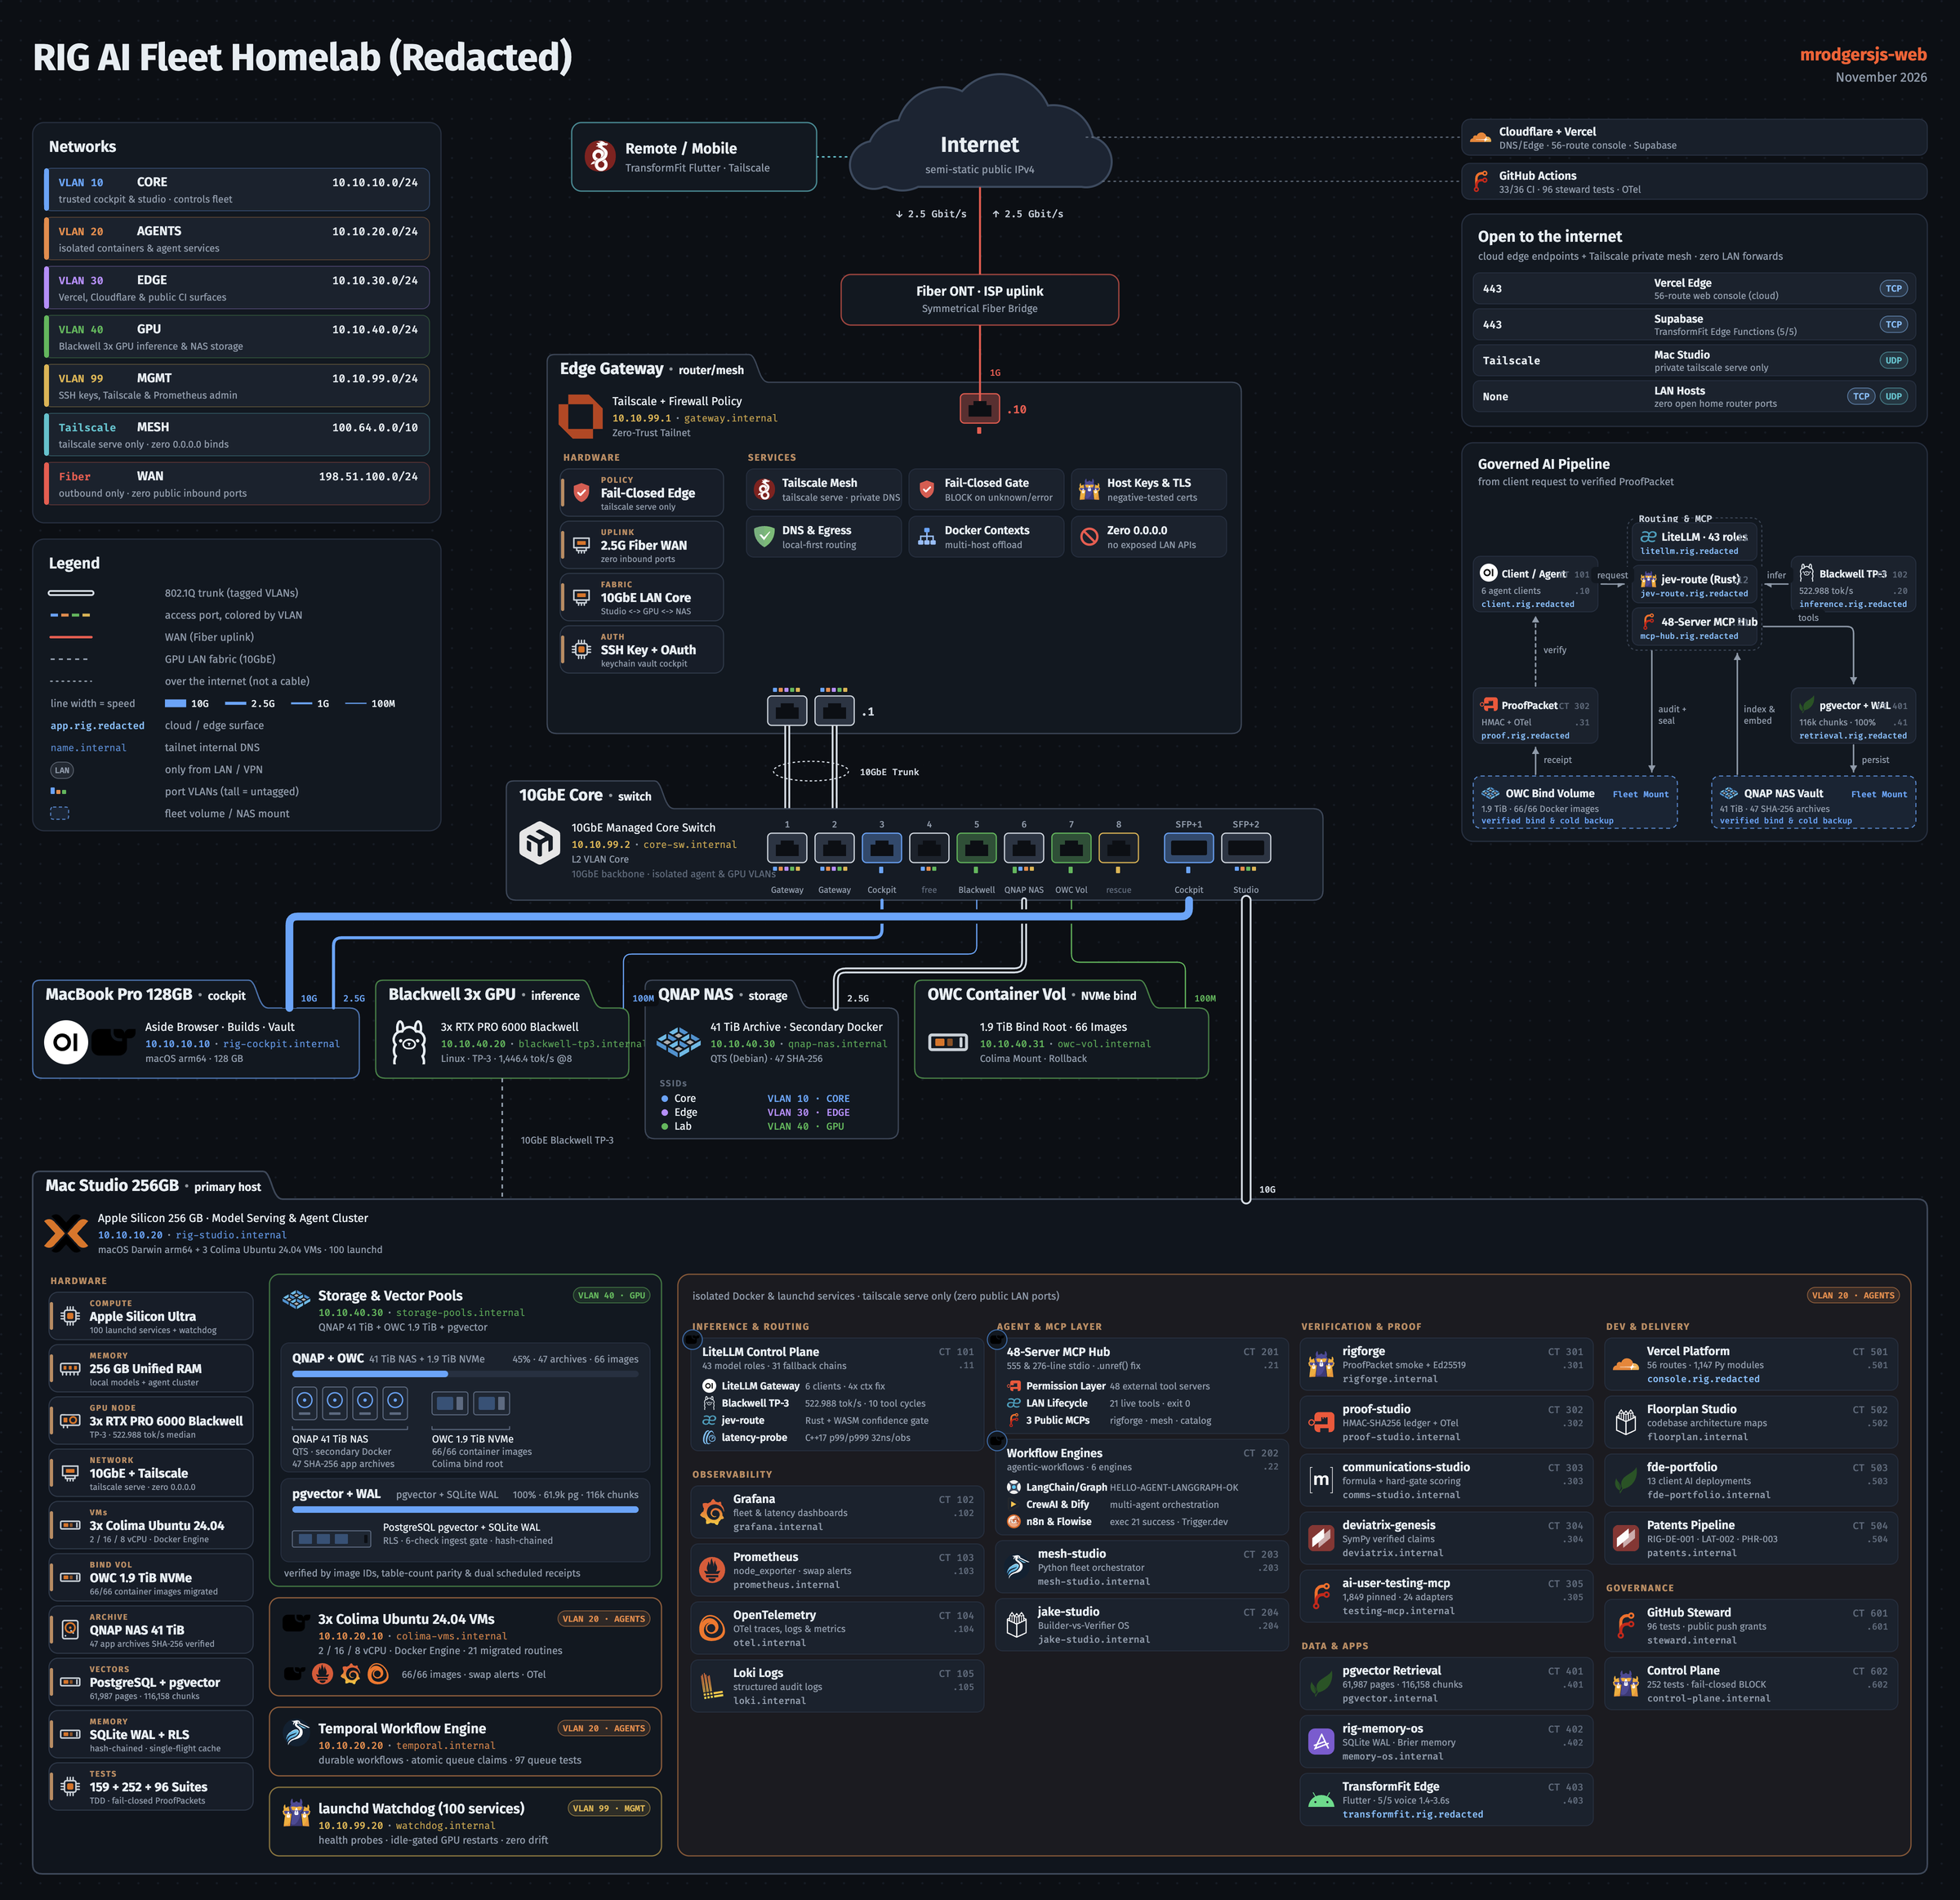 RIG AI Fleet Homelab (Redacted)
mrodgersjs-web
November 2026
Networks
VLAN 10 CORE 10.10.10.0/24
trusted cockpit & studio · controls fleet
VLAN 20 AGENTS 10.10.20.0/24
isolated containers & agent services
VLAN 30 EDGE 10.10.30.0/24
Vercel, Cloudflare & public CI surfaces
VLAN 40 GPU 10.10.40.0/24
Blackwell 3x GPU inference & NAS storage
VLAN 99 MGMT 10.10.99.0/24
SSH keys, Tailscale & Prometheus admin
Tailscale MESH 100.64.0.0/10
tailscale serve only · zero 0.0.0.0 binds
Fiber WAN 198.51.100.0/24
outbound only · zero public inbound ports
Legend
802.1Q trunk (tagged VLANs)
access port, colored by VLAN
WAN (Fiber uplink)
GPU LAN fabric (10GbE)
over the internet (not a cable)
line width = speed 10G 2.5G 1G 100M
app.rig.redacted cloud / edge surface
name.internal tailnet internal DNS
LAN only from LAN / VPN
port VLANs (tall = untagged)
fleet volume / NAS mount
Remote / Mobile
TransformFit Flutter · Tailscale
Internet
semi-static public IPv4
↓ 2.5 Gbit/s ↑ 2.5 Gbit/s
Fiber ONT · ISP uplink
Symmetrical Fiber Bridge
Cloudflare + Vercel
DNS/Edge · 56-route console · Supabase
GitHub Actions
33/36 CI · 96 steward tests · OTel
Open to the internet
cloud edge endpoints + Tailscale private mesh · zero LAN forwards
443 Vercel Edge TCP
56-route web console (cloud)
443 Supabase TCP
TransformFit Edge Functions (5/5)
Tailscale Mac Studio UDP
private tailscale serve only
None LAN Hosts TCP UDP
zero open home router ports
Edge Gateway · router/mesh
1G
.10
Tailscale + Firewall Policy
10.10.99.1 · gateway.internal
Zero-Trust Tailnet
HARDWARE
POLICY
Fail-Closed Edge
tailscale serve only
UPLINK
2.5G Fiber WAN
zero inbound ports
FABRIC
10GbE LAN Core
Studio <-> GPU <-> NAS
AUTH
SSH Key + OAuth
keychain vault cockpit
SERVICES
Tailscale Mesh
tailscale serve · private DNS
Fail-Closed Gate
BLOCK on unknown/error
Host Keys & TLS
negative-tested certs
DNS & Egress
local-first routing
Docker Contexts
multi-host offload
Zero 0.0.0.0
no exposed LAN APIs
.1
10GbE Trunk
Governed AI Pipeline
from client request to verified ProofPacket
Routing & MCP
LiteLLM · 43 roles
litellm.rig.redacted
Client / Agent 101
6 agent clients .10
client.rig.redacted
request
jev-route (Rust)
jev-route.rig.redacted
infer
Blackwell TP-3 102
522.988 tok/s .20
inference.rig.redacted
48-Server MCP Hub
mcp-hub.rig.redacted
tools
verify
ProofPacket CT 302
HMAC + OTel .31
proof.rig.redacted
audit +
seal
index &
embed
pgvector + WAL 401
116k chunks · 100% .41
retrieval.rig.redacted
receipt
persist
OWC Bind Volume Fleet Mount
1.9 TiB · 66/66 Docker images
verified bind & cold backup
QNAP NAS Vault Fleet Mount
41 TiB · 47 SHA-256 archives
verified bind & cold backup
10GbE Core · switch
10GbE Managed Core Switch
10.10.99.2 · core-sw.internal
L2 VLAN Core
10GbE backbone · isolated agent & GPU VLANs
1 2 3 4 5 6 7 8 SFP+1 SFP+2
Gateway Gateway Cockpit free Blackwell QNAP NAS OWC Vol rescue Cockpit Studio
MacBook Pro 128GB · cockpit
10G 2.5G
Aside Browser · Builds · Vault
10.10.10.10 · rig-cockpit.internal
macOS arm64 · 128 GB
Blackwell 3x GPU · inference
100M
3x RTX PRO 6000 Blackwell
10.10.40.20 · blackwell-tp3.internal
Linux · TP-3 · 1,446.4 tok/s @8
QNAP NAS · storage
2.5G
41 TiB Archive · Secondary Docker
10.10.40.30 · qnap-nas.internal
QTS (Debian) · 47 SHA-256
SSIDs
Core VLAN 10 · CORE
Edge VLAN 30 · EDGE
Lab VLAN 40 · GPU
OWC Container Vol · NVMe bind
100M
1.9 TiB Bind Root · 66 Images
10.10.40.31 · owc-vol.internal
Colima Mount · Rollback
10GbE Blackwell TP-3
10G
Mac Studio 256GB · primary host
Apple Silicon 256 GB · Model Serving & Agent Cluster
10.10.10.20 · rig-studio.internal
macOS Darwin arm64 + 3 Colima Ubuntu 24.04 VMs · 100 launchd
HARDWARE
COMPUTE
Apple Silicon Ultra
100 launchd services + watchdog
MEMORY
256 GB Unified RAM
local models + agent cluster
GPU NODE
3x RTX PRO 6000 Blackwell
TP-3 · 522.988 tok/s median
NETWORK
10GbE + Tailscale
tailscale serve · zero 0.0.0.0
VMs
3x Colima Ubuntu 24.04
2 / 16 / 8 vCPU · Docker Engine
BIND VOL
OWC 1.9 TiB NVMe
66/66 container images migrated
ARCHIVE
QNAP NAS 41 TiB
47 app archives SHA-256 verified
VECTORS
PostgreSQL + pgvector
61,987 pages · 116,158 chunks
MEMORY
SQLite WAL + RLS
hash-chained · single-flight cache
TESTS
159 + 252 + 96 Suites
TDD · fail-closed ProofPackets
Storage & Vector Pools VLAN 40 · GPU
10.10.40.30 · storage-pools.internal
QNAP 41 TiB + OWC 1.9 TiB + pgvector
QNAP + OWC 41 TiB NAS + 1.9 TiB NVMe 45% · 47 archives · 66 images
QNAP 41 TiB NAS
QTS · secondary Docker
47 SHA-256 app archives
OWC 1.9 TiB NVMe
66/66 container images
Colima bind root
pgvector + WAL pgvector + SQLite WAL 100% · 61.9k pg · 116k chunks
PostgreSQL pgvector + SQLite WAL
RLS · 6-check ingest gate · hash-chained
verified by image IDs, table-count parity & dual scheduled receipts
3x Colima Ubuntu 24.04 VMs VLAN 20 · AGENTS
10.10.20.10 · colima-vms.internal
2 / 16 / 8 vCPU · Docker Engine · 21 migrated routines
66/66 images · swap alerts · OTel
Temporal Workflow Engine VLAN 20 · AGENTS
10.10.20.20 · temporal.internal
durable workflows · atomic queue claims · 97 queue tests
launchd Watchdog (100 services) VLAN 99 · MGMT
10.10.99.20 · watchdog.internal
health probes · idle-gated GPU restarts · zero drift
isolated Docker & launchd services · tailscale serve only (zero public LAN ports) VLAN 20 · AGENTS
INFERENCE & ROUTING
LiteLLM Control Plane CT 101
43 model roles · 31 fallback chains .11
LiteLLM Gateway 6 clients · 4x ctx fix
Blackwell TP-3 522.988 tok/s · 10 tool cycles
jev-route Rust + WASM confidence gate
latency-probe C++17 p99/p999 32ns/obs
OBSERVABILITY
Grafana CT 102
fleet & latency dashboards .102
grafana.internal
Prometheus CT 103
node_exporter · swap alerts .103
prometheus.internal
OpenTelemetry CT 104
OTel traces, logs & metrics .104
otel.internal
Loki Logs CT 105
structured audit logs .105
loki.internal
AGENT & MCP LAYER
48-Server MCP Hub CT 201
555 & 276-line stdio · .unref() fix .21
Permission Layer 48 external tool servers
LAN Lifecycle 21 live tools · exit 0
3 Public MCPs rigforge · mesh · catalog
Workflow Engines CT 202
agentic-workflows · 6 engines .22
LangChain/Graph HELLO-AGENT-LANGGRAPH-OK
CrewAI & Dify multi-agent orchestration
n8n & Flowise exec 21 success · Trigger.dev
mesh-studio CT 203
Python fleet orchestrator .203
mesh-studio.internal
jake-studio CT 204
Builder-vs-Verifier OS .204
jake-studio.internal
VERIFICATION & PROOF
rigforge CT 301
ProofPacket smoke + Ed25519 .301
rigforge.internal
proof-studio CT 302
HMAC-SHA256 ledger + OTel .302
proof-studio.internal
[m] communications-studio CT 303
formula + hard-gate scoring .303
comms-studio.internal
deviatrix-genesis CT 304
SymPy verified claims .304
deviatrix.internal
ai-user-testing-mcp CT 305
1,849 pinned · 24 adapters .305
testing-mcp.internal
DATA & APPS
pgvector Retrieval CT 401
61,987 pages · 116,158 chunks .401
pgvector.internal
rig-memory-os CT 402
SQLite WAL · Brier memory .402
memory-os.internal
TransformFit Edge CT 403
Flutter · 5/5 voice 1.4-3.6s .403
transformfit.rig.redacted
DEV & DELIVERY
Vercel Platform CT 501
56 routes · 1,147 Py modules .501
console.rig.redacted
Floorplan Studio CT 502
codebase architecture maps .502
floorplan.internal
fde-portfolio CT 503
13 client AI deployments .503
fde-portfolio.internal
Patents Pipeline CT 504
RIG-DE-001 · LAT-002 · PHR-003 .504
patents.internal
GOVERNANCE
GitHub Steward CT 601
96 tests · public push grants .601
steward.internal
Control Plane CT 602
252 tests · fail-closed BLOCK .602
control-plane.internal